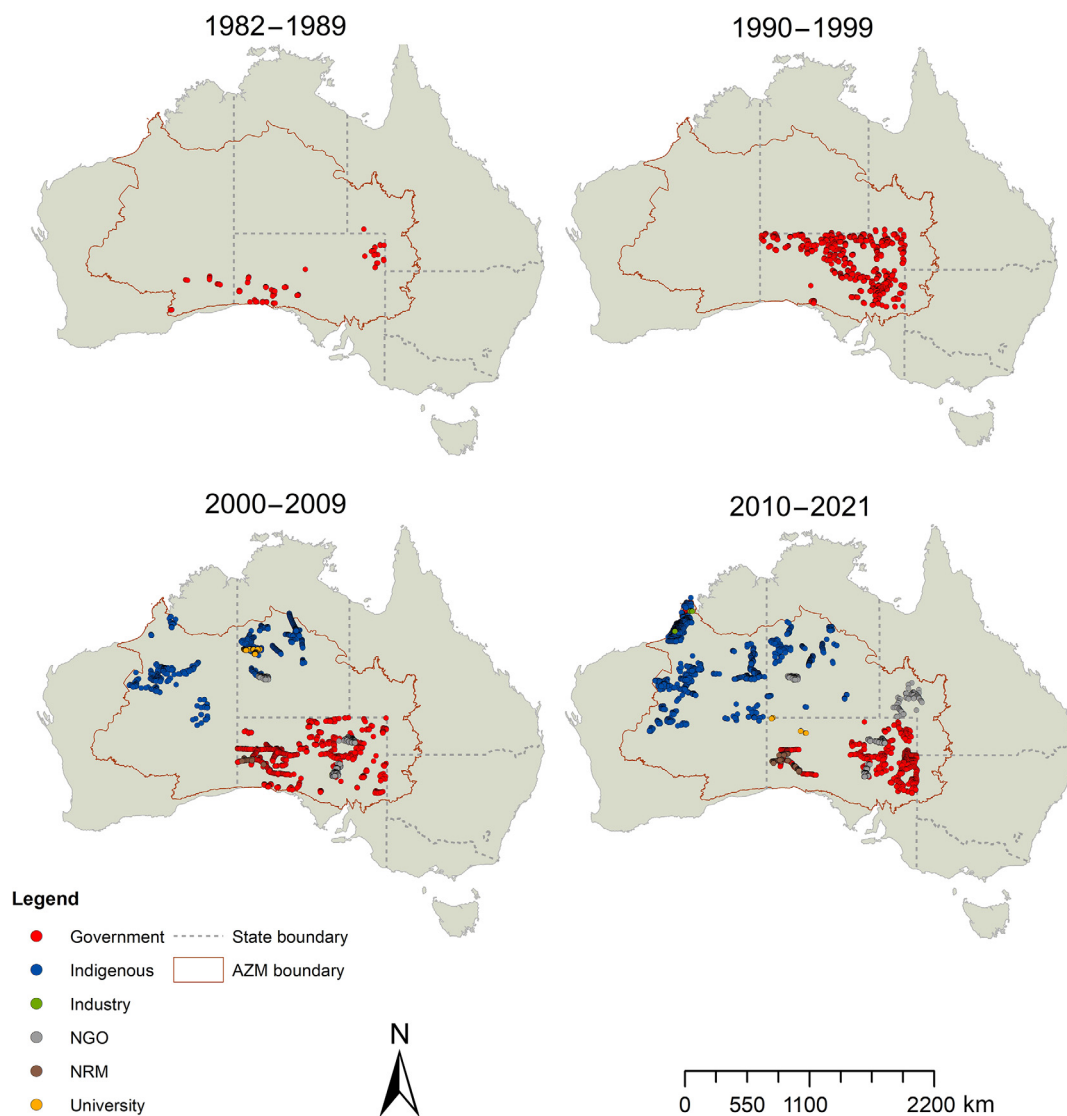 1982–1989
1990–1999
2000–2009
2010–2021
Legend
Government
State boundary
Indigenous
AZM boundary
Industry
NGO
NRM
University
N
0 550 1100 2200 km